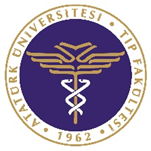 ATATÜRK ÜNİVERSİTESİ • TIP FAKÜLTESİ •
1962